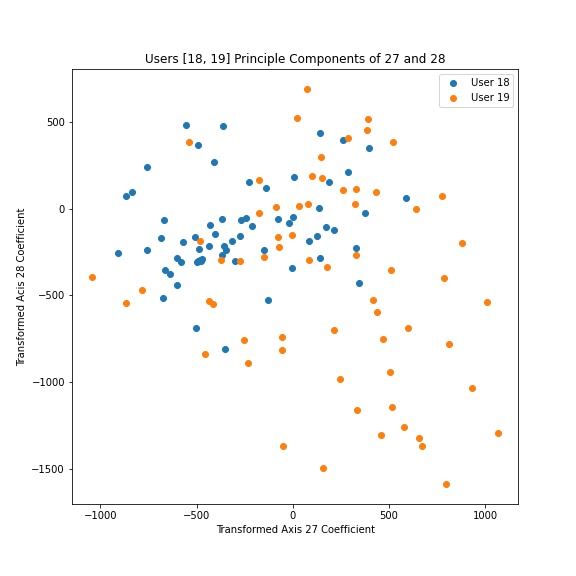 Users [18, 19] Principle Components of 27 and 28
User 18
User 19
Transformed Acis 28 Coefficient
500
0
−500
−1000
−1500
−1000
−500
0
500
1000
Transformed Axis 27 Coefficient